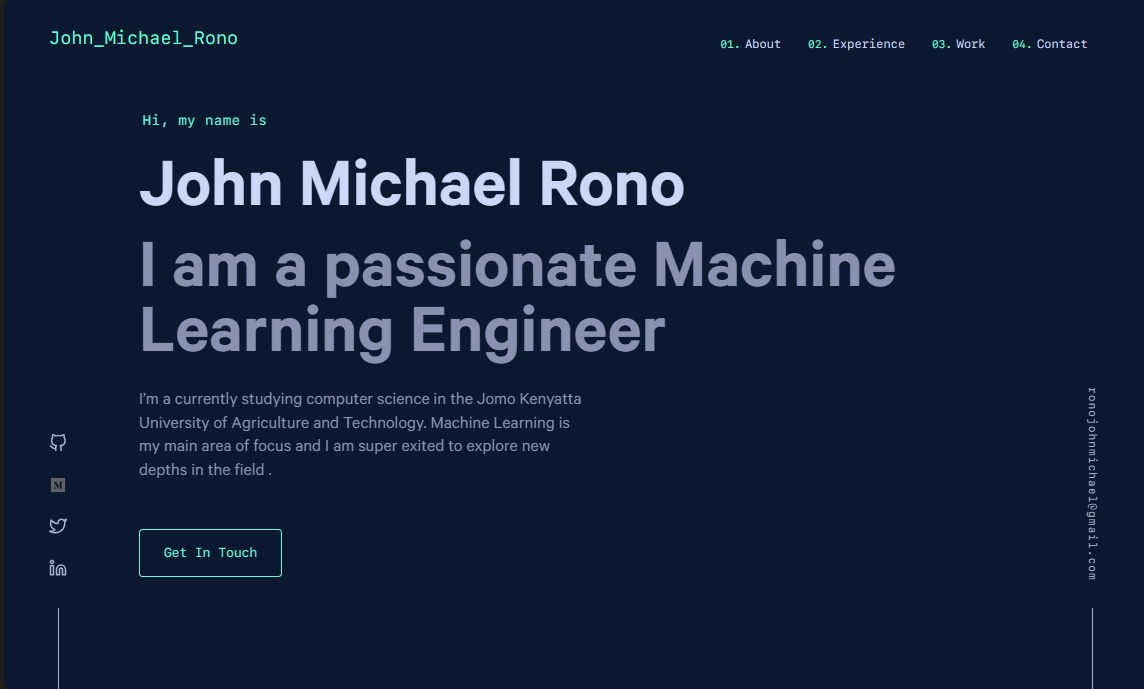 John_Michael_Rono
01. About 02. Experience 03. Work 04. Contact
Hi, my name is
John Michael Rono
I am a passionate Machine
Learning Engineer
I'm a currently studying computer science in the Jomo Kenyatta
University of Agriculture and Technology. Machine Learning is
my main area of focus and I am super exited to explore new
depths in the field .
M
Get In Touch
in
ronojohnmichael@gmail.com